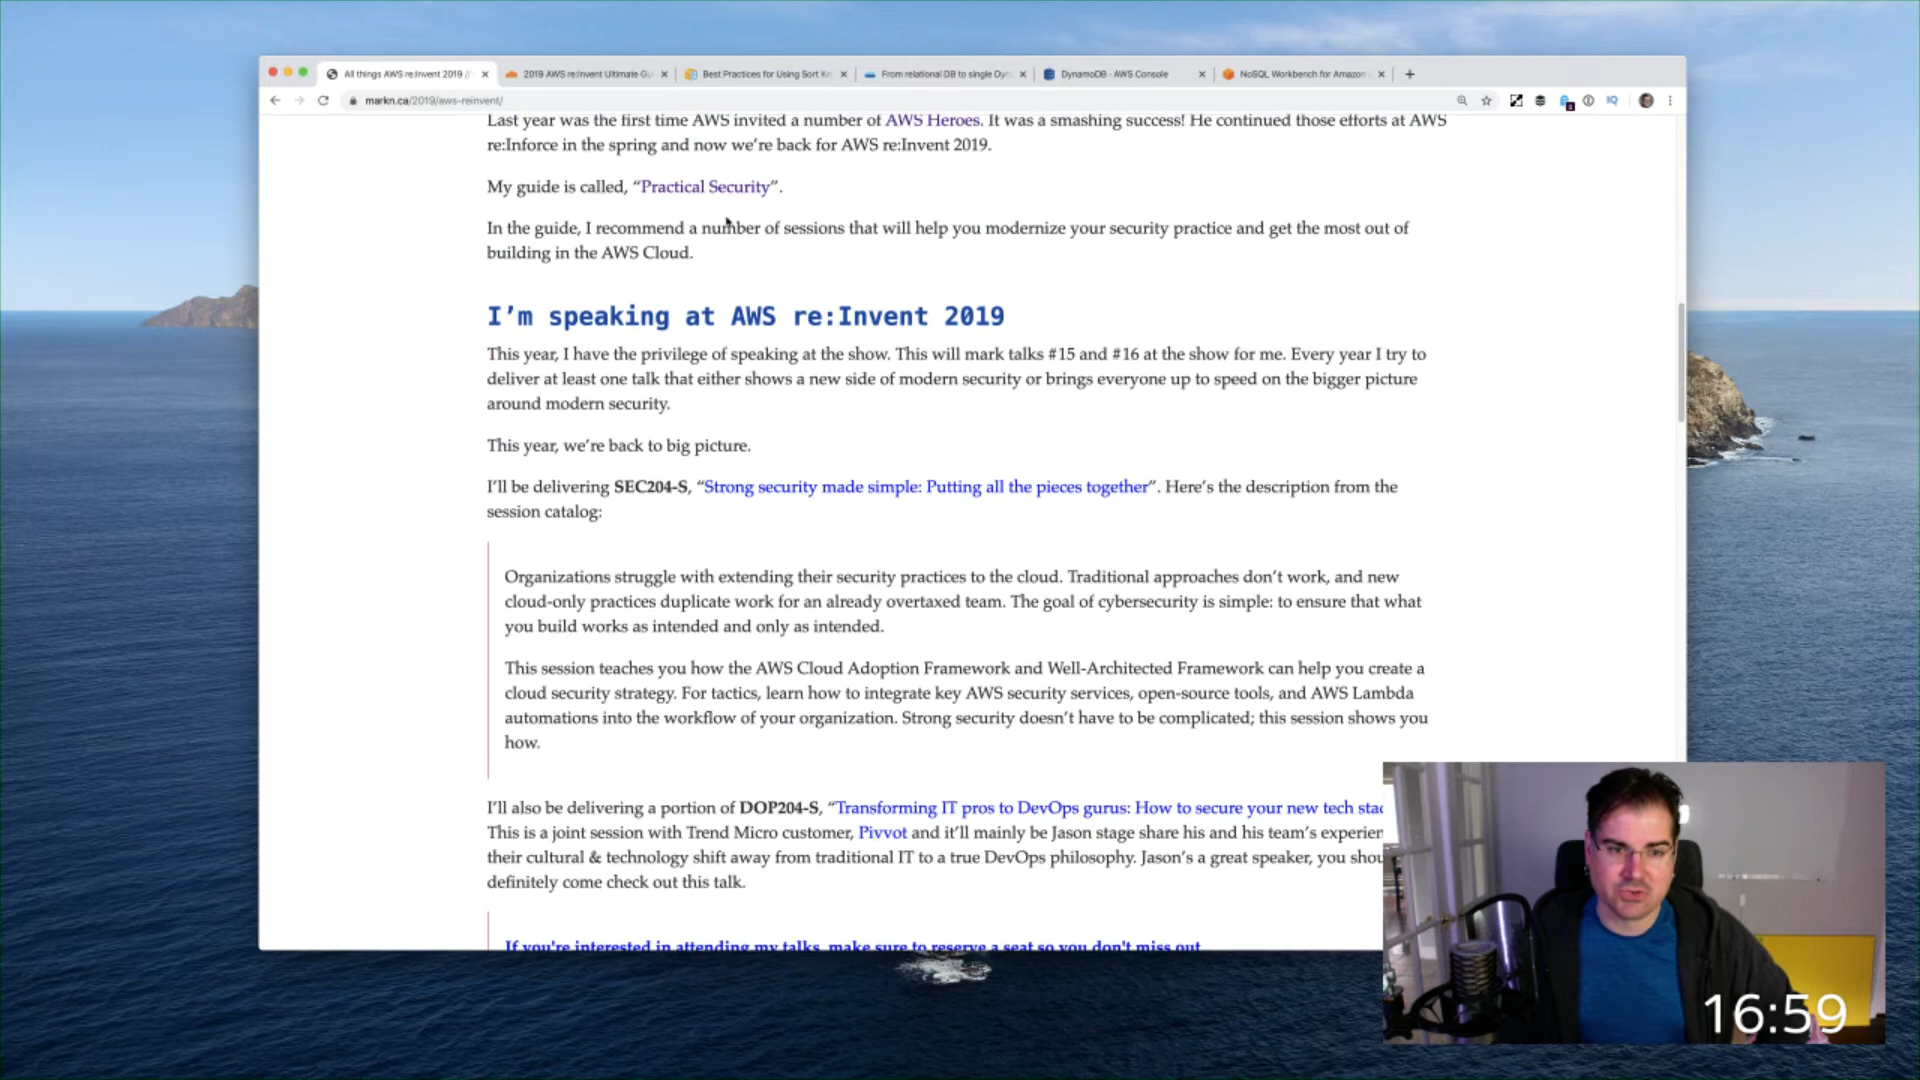 All things AWS re:Invent 2019 //
2019 AWS re:Invent Ultimate Gu
Best Practices for Using Sort Ke
From relational DB to single Dyn
DynamoDB - AWS Console
NoSQL Workbench for Amazon
markn.ca/2019/aws-reinvent/
Last year was the first time AWS invited a number of AWS Heroes. It was a smashing success! He continued those efforts at AWS
re:Inforce in the spring and now we’re back for AWS re:Invent 2019.
My guide is called, “Practical Security”.
In the guide, I recommend a number of sessions that will help you modernize your security practice and get the most out of
building in the AWS Cloud.
I’m speaking at AWS re:Invent 2019
This year, I have the privilege of speaking at the show. This will mark talks #15 and #16 at the show for me. Every year I try to
deliver at least one talk that either shows a new side of modern security or brings everyone up to speed on the bigger picture
around modern security.
This year, we’re back to big picture.
I’ll be delivering SEC204-S, “Strong security made simple: Putting all the pieces together”. Here’s the description from the
session catalog:
Organizations struggle with extending their security practices to the cloud. Traditional approaches don’t work, and new
cloud-only practices duplicate work for an already overtaxed team. The goal of cybersecurity is simple: to ensure that what
you build works as intended and only as intended.
This session teaches you how the AWS Cloud Adoption Framework and Well-Architected Framework can help you create a
cloud security strategy. For tactics, learn how to integrate key AWS security services, open-source tools, and AWS Lambda
automations into the workflow of your organization. Strong security doesn’t have to be complicated; this session shows you
how.
I’ll also be delivering a portion of DOP204-S, “Transforming IT pros to DevOps gurus: How to secure your new tech stac
This is a joint session with Trend Micro customer, Pivvot and it’ll mainly be Jason stage share his and his team’s experien
their cultural & technology shift away from traditional IT to a true DevOps philosophy. Jason’s a great speaker, you shou
definitely come check out this talk.
If you're interested in attending my talks, make sure to reserve a seat so you don't miss out
16:59